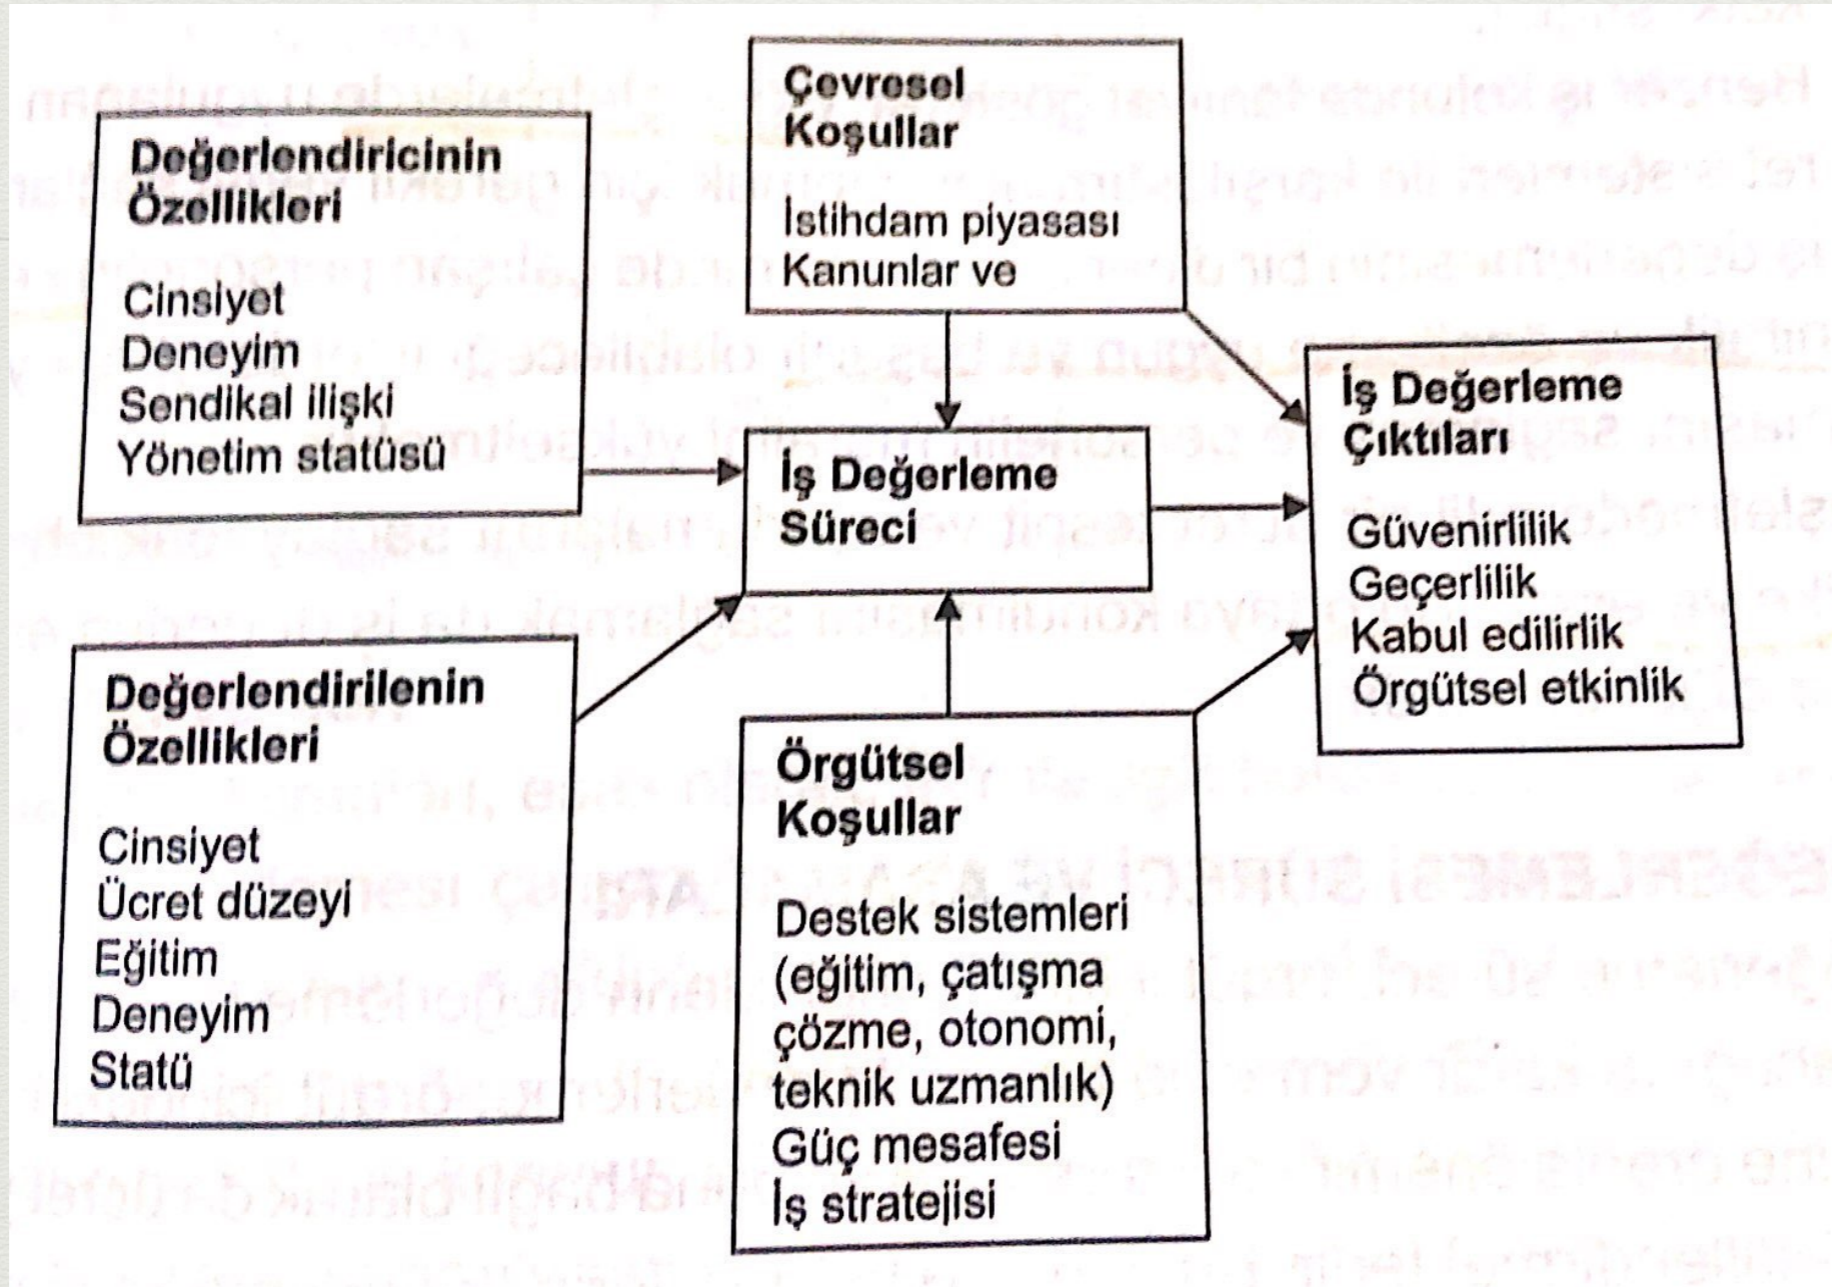 Değerlendiricinin
Özellikleri
Cinsiyet
Deneyim
Sendikal ilişki
Yönetim statüsü
Çevresel
Koşullar
İstihdam piyasası
Kanunlar ve
İş Değerleme
Süreci
İş Değerleme
Çıktıları
Güvenirlilik
Geçerlilik
Kabul edilirlik
Örgütsel etkinlik
Değerlendirilenin
Özellikleri
Cinsiyet
Ücret düzeyi
Eğitim
Deneyim
Statü
Örgütsel
Koşullar
Destek sistemleri
(eğitim, çatışma
çözme, otonomi,
teknik uzmanlık)
Güç mesafesi
İş stratejisi